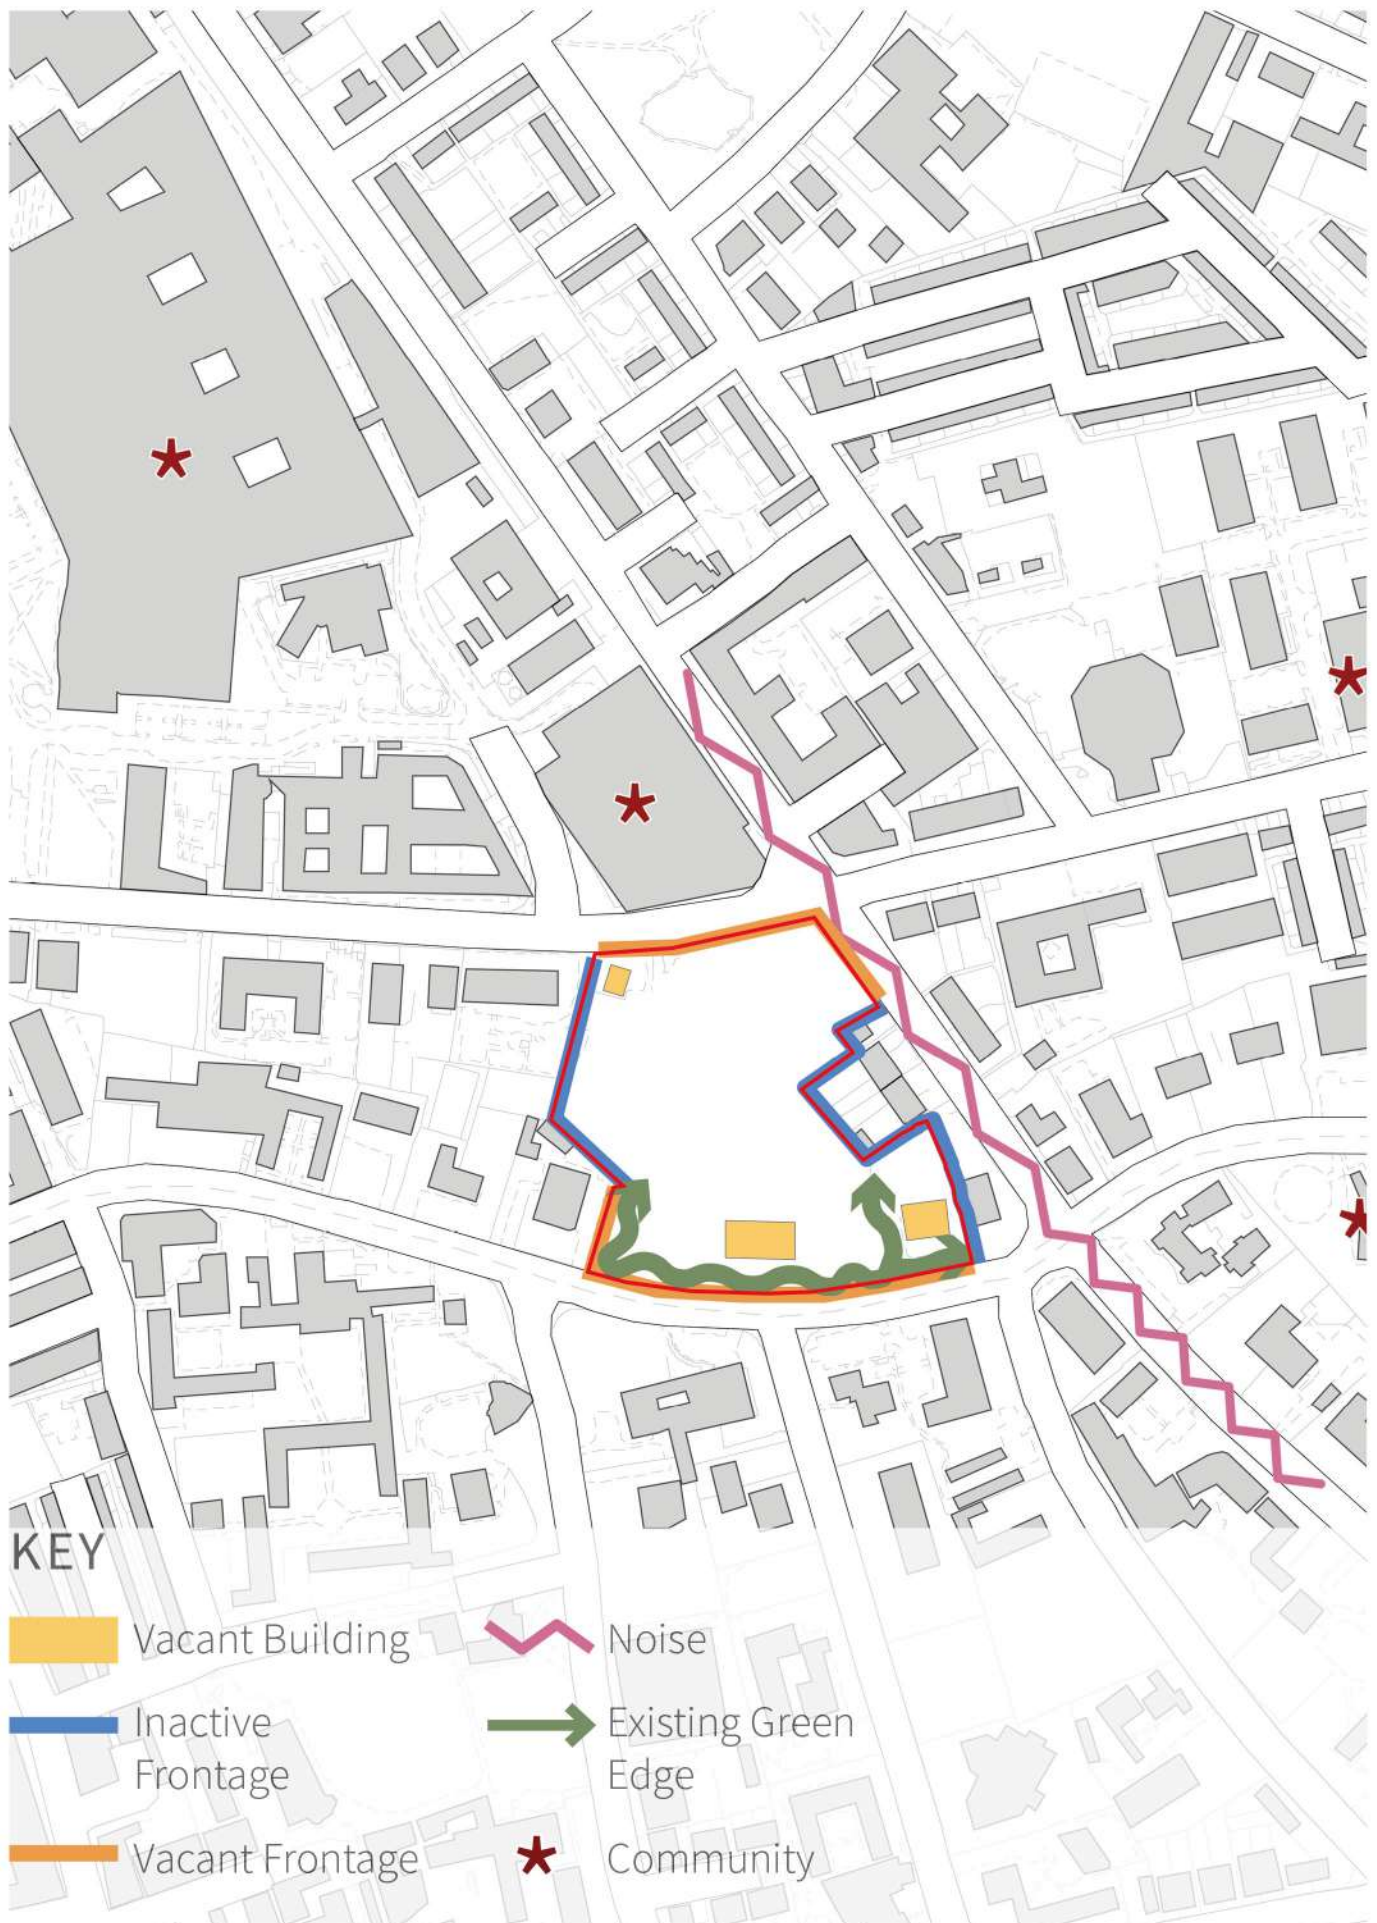 KEY
Vacant Building
Noise
Inactive
Frontage
Existing Green
Edge
Vacant Frontage
Community